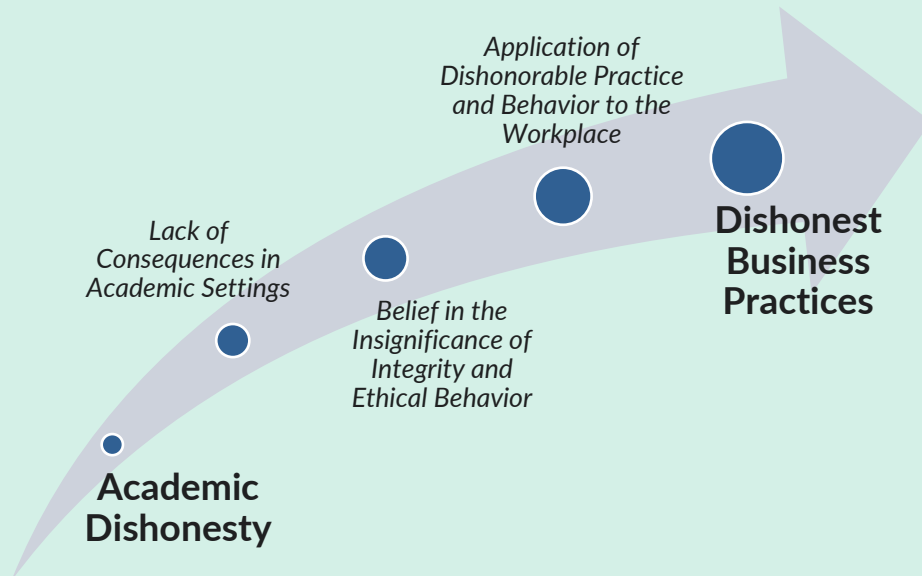 Application of
Dishonorable Practice
and Behavior to the
Workplace
Dishonest
Business
Practices
Lack of
Consequences in
Academic Settings
Belief in the
Insignificance of
Integrity and
Ethical Behavior
Academic
Dishonesty